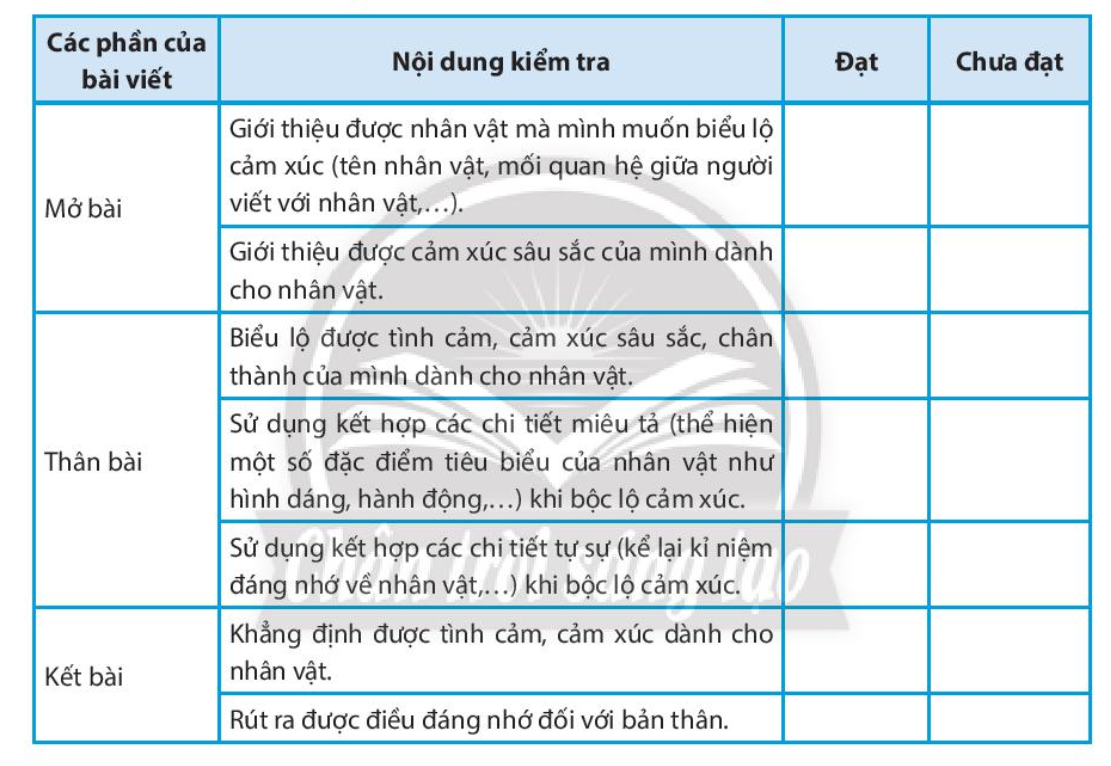 Các phần của
bài viết
Nội dung kiểm tra
Đạt
Chưa đạt
Mở bài
Giới thiệu được nhân vật mà mình muốn biểu lộ
cảm xúc (tên nhân vật, mối quan hệ giữa người
viết với nhân vật,…).
Giới thiệu được cảm xúc sâu sắc của mình dành
cho nhân vật.
Thân bài
Biểu lộ được tình cảm, cảm xúc sâu sắc, chân
thành của mình dành cho nhân vật.
Sử dụng kết hợp các chi tiết miêu tả (thể hiện
một số đặc điểm tiêu biểu của nhân vật như
hình dáng, hành động,…) khi bộc lộ cảm xúc.
Sử dụng kết hợp các chi tiết tự sự (kể lại kỉ niệm
đáng nhớ về nhân vật,…) khi bộc lộ cảm xúc.
Chân trời sáng tạo
Kết bài
Khẳng định được tình cảm, cảm xúc dành cho
nhân vật.
Rút ra được điều đáng nhớ đối với bản thân.